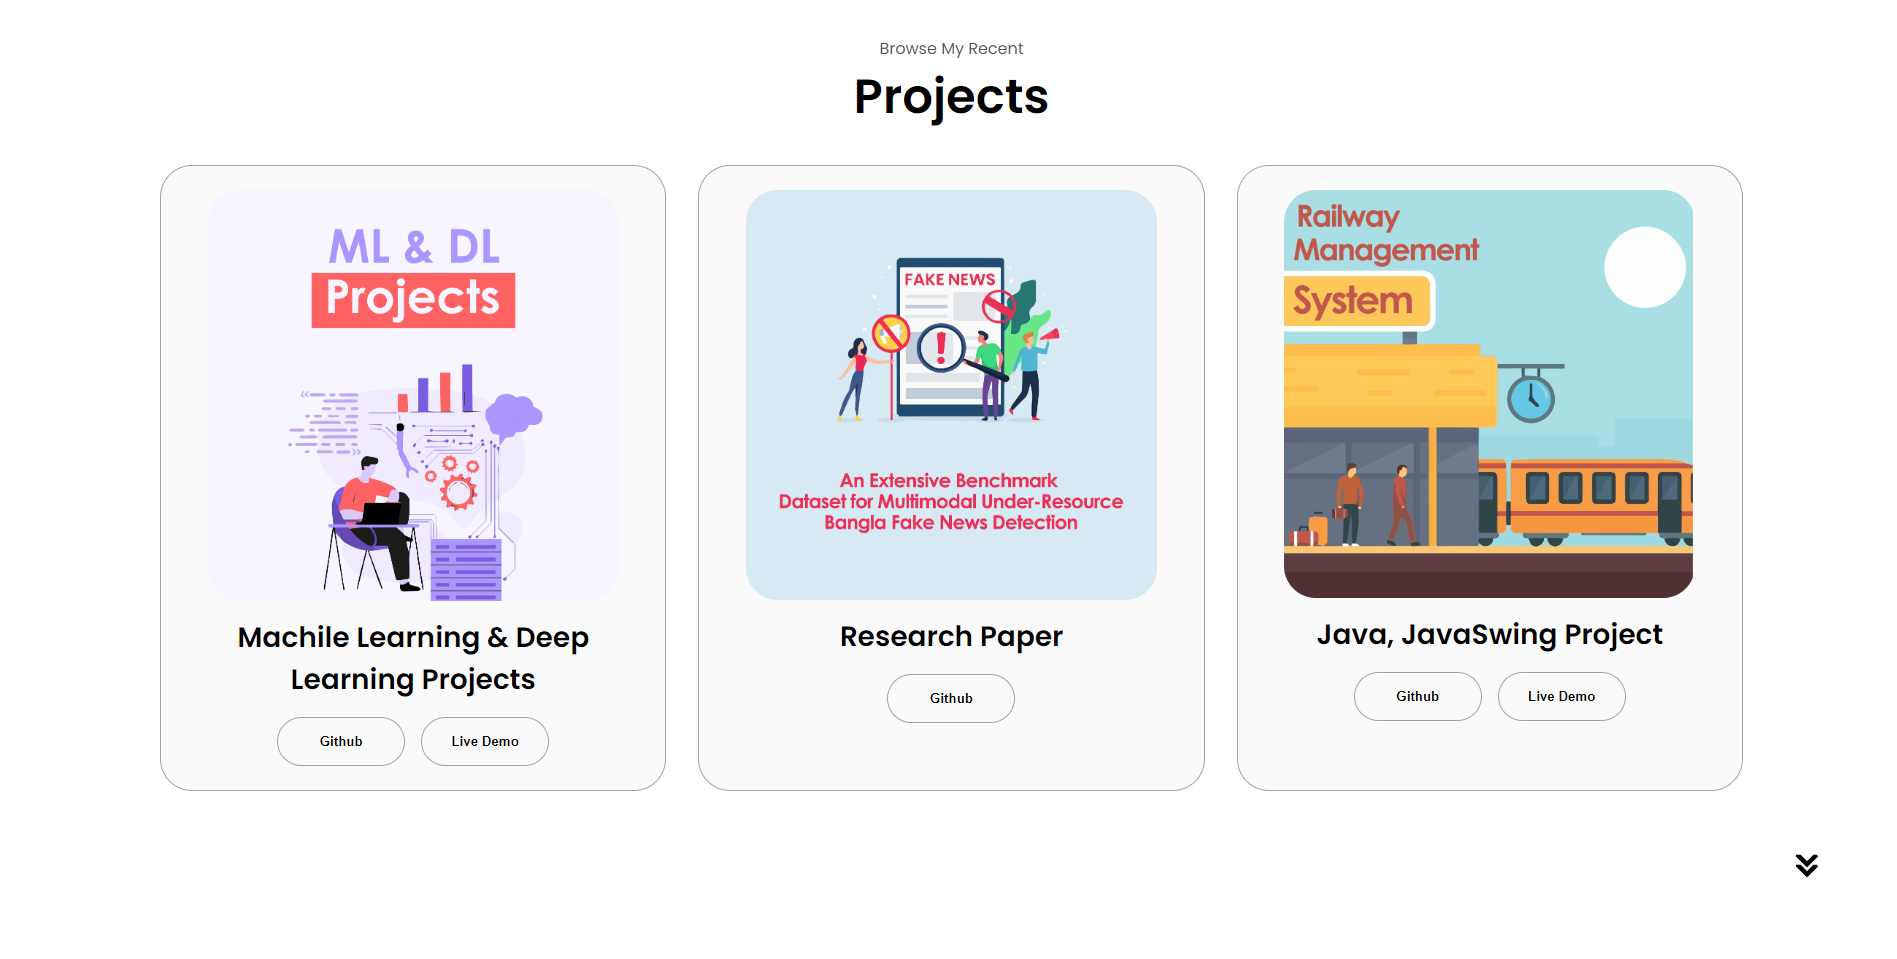 Browse My Recent
Projects
ML & DL
Projects
Machile Learning & Deep
Learning Projects
Github
Live Demo
FAKE NEWS
An Extensive Benchmark
Dataset for Multimodal Under-Resource
Bangla Fake News Detection
Research Paper
Github
Railway
Management
System
Java, JavaSwing Project
Github
Live Demo